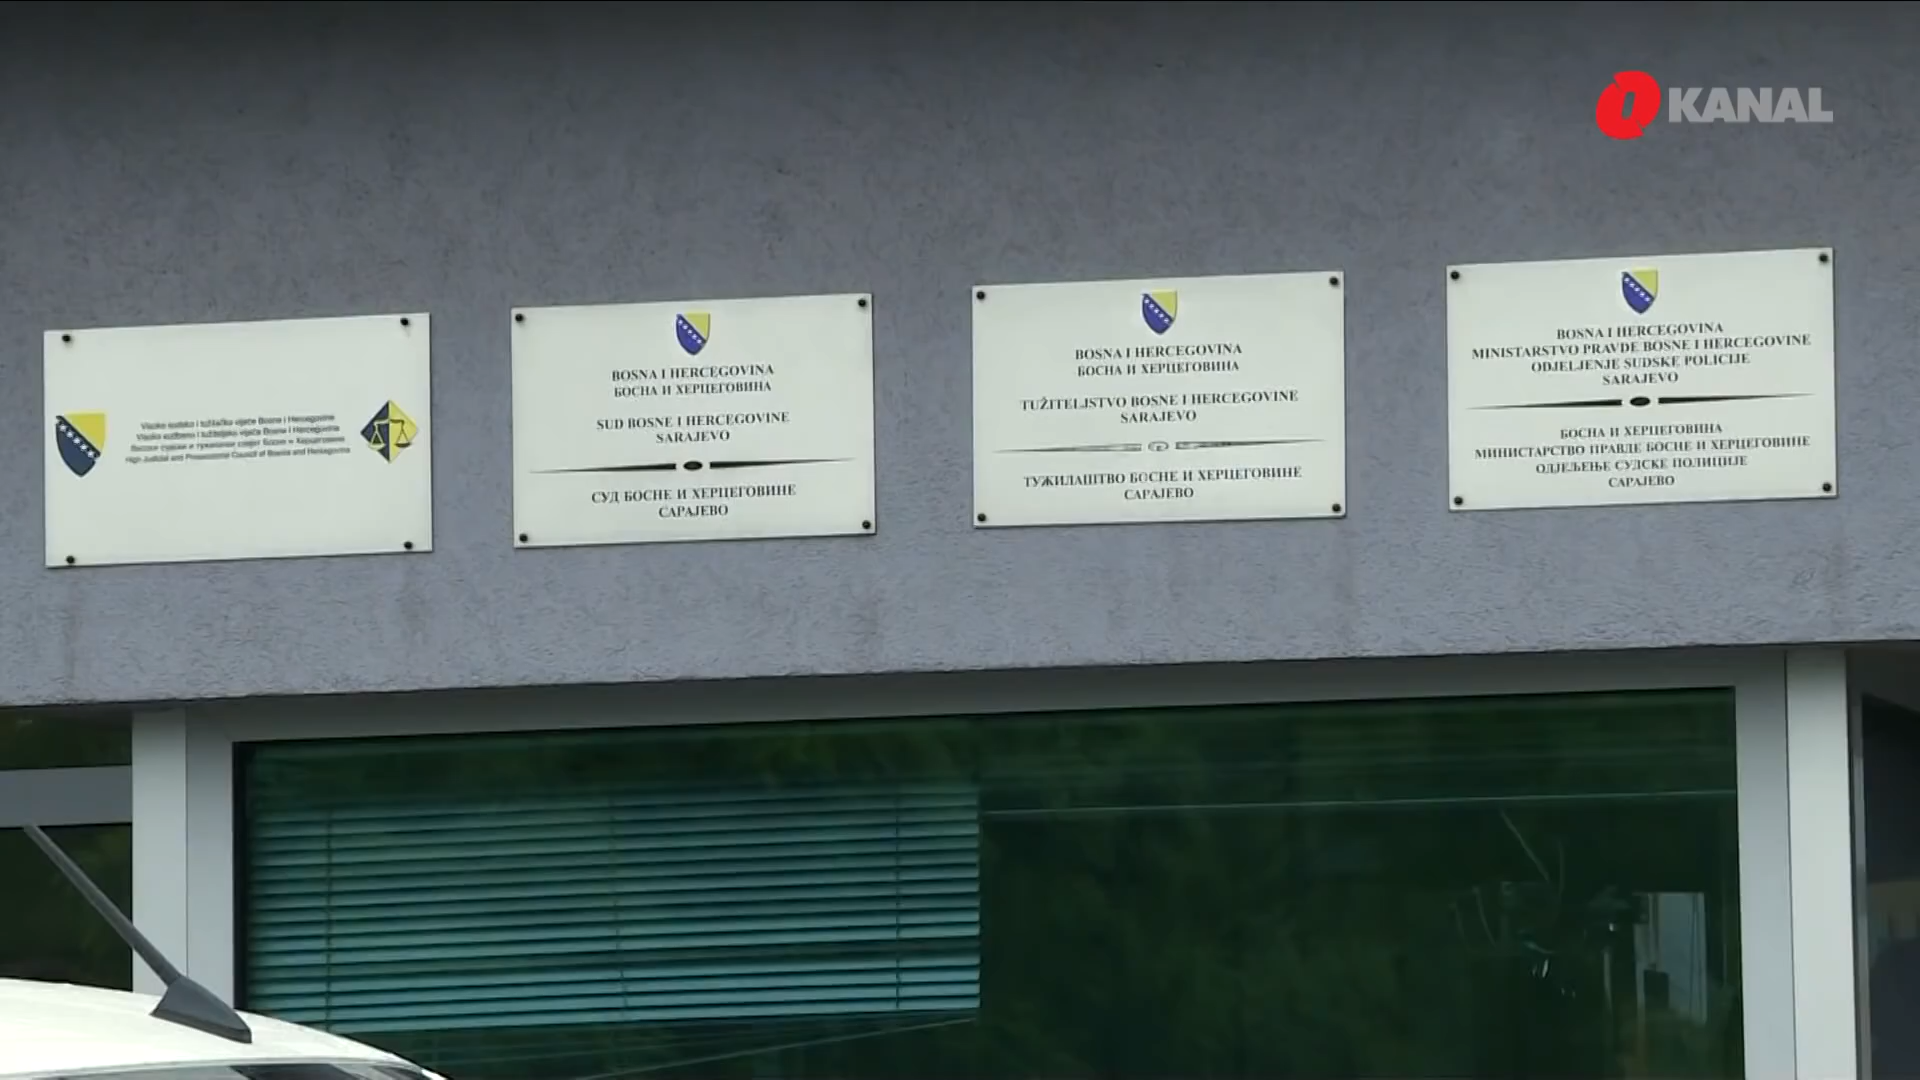 O KANAL
Visoko sudsko i tužilačko vijeće Bosne i Hercegovine
Visoko sudbeno i tužiteljsko vijeće Bosne i Hercegovine
Високи судски и тужилачки савјет Босне и Херцеговине
High Judicial and Prosecutorial Council of Bosnia and Herzegovina
BOSNA I HERCEGOVINA
БОСНА И ХЕРЦЕГОВИНА
SUD BOSNE I HERCEGOVINE
SARAJEVO
СУД БОСНЕ И ХЕРЦЕГОВИНЕ
САРАЈЕВО
BOSNA I HERCEGOVINA
БОСНА И ХЕРЦЕГОВИНА
TUŽITELJSTVO BOSNE I HERCEGOVINE
SARAJEVO
ТУЖИЛАШТВО БОСНЕ И ХЕРЦЕГОВИНЕ
САРАЈЕВО
BOSNA I HERCEGOVINA
MINISTARSTVO PRAVDE BOSNE I HERCEGOVINE
ODJELJENJE SUDSKE POLICIJE
SARAJEVO
БОСНА И ХЕРЦЕГОВИНА
МИНИСТАРСТВО ПРАВДЕ БОСНЕ И ХЕРЦЕГОВИНЕ
ОДЈЕЉЕЊЕ СУДСКЕ ПОЛИЦИЈЕ
САРАЈЕВО